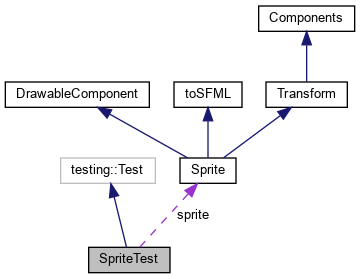 Components
DrawableComponent
toSFML
Transform
testing::Test
Sprite
sprite
SpriteTest